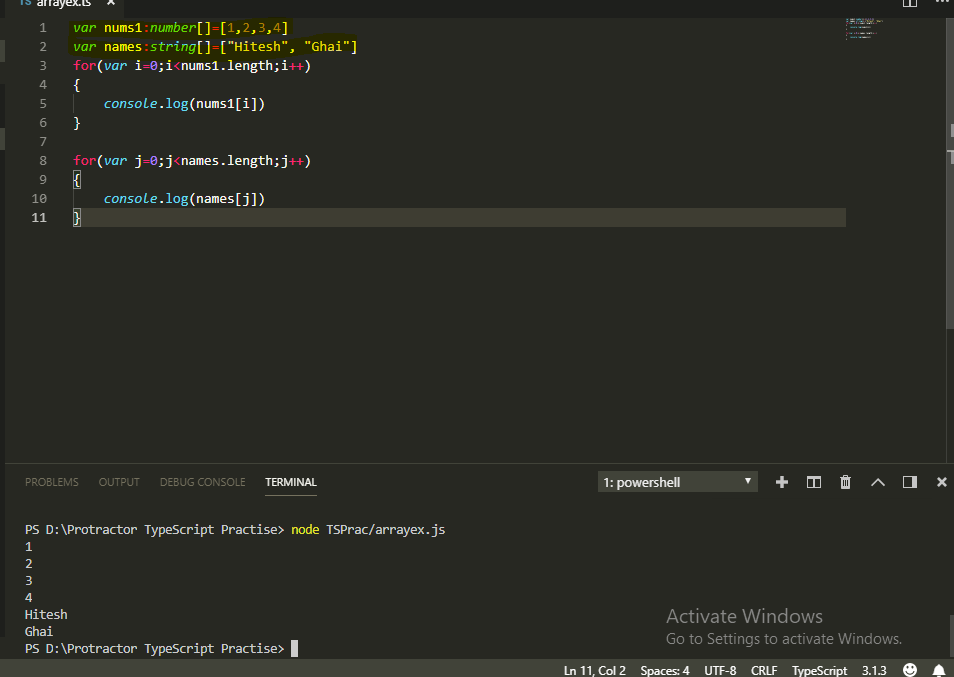 TS arrayex.ts ×
1 var nums1:number[]=[1,2,3,4]
2 var names:string[]=["Hitesh", "Ghai"]
3 for(var i=0;i<nums1.length;i++)
4 {
5     console.log(nums1[i])
6 }
7
8 for(var j=0;j<names.length;j++)
9 {
10     console.log(names[j])
11 }
PROBLEMS OUTPUT DEBUG CONSOLE TERMINAL 1: powershell
PS D:\Protractor TypeScript Practise> node TSPrac/arrayex.js
1
2
3
4
Hitesh
Ghai
PS D:\Protractor TypeScript Practise>
Activate Windows
Go to Settings to activate Windows.
Ln 11, Col 2 Spaces: 4 UTF-8 CRLF TypeScript 3.1.3